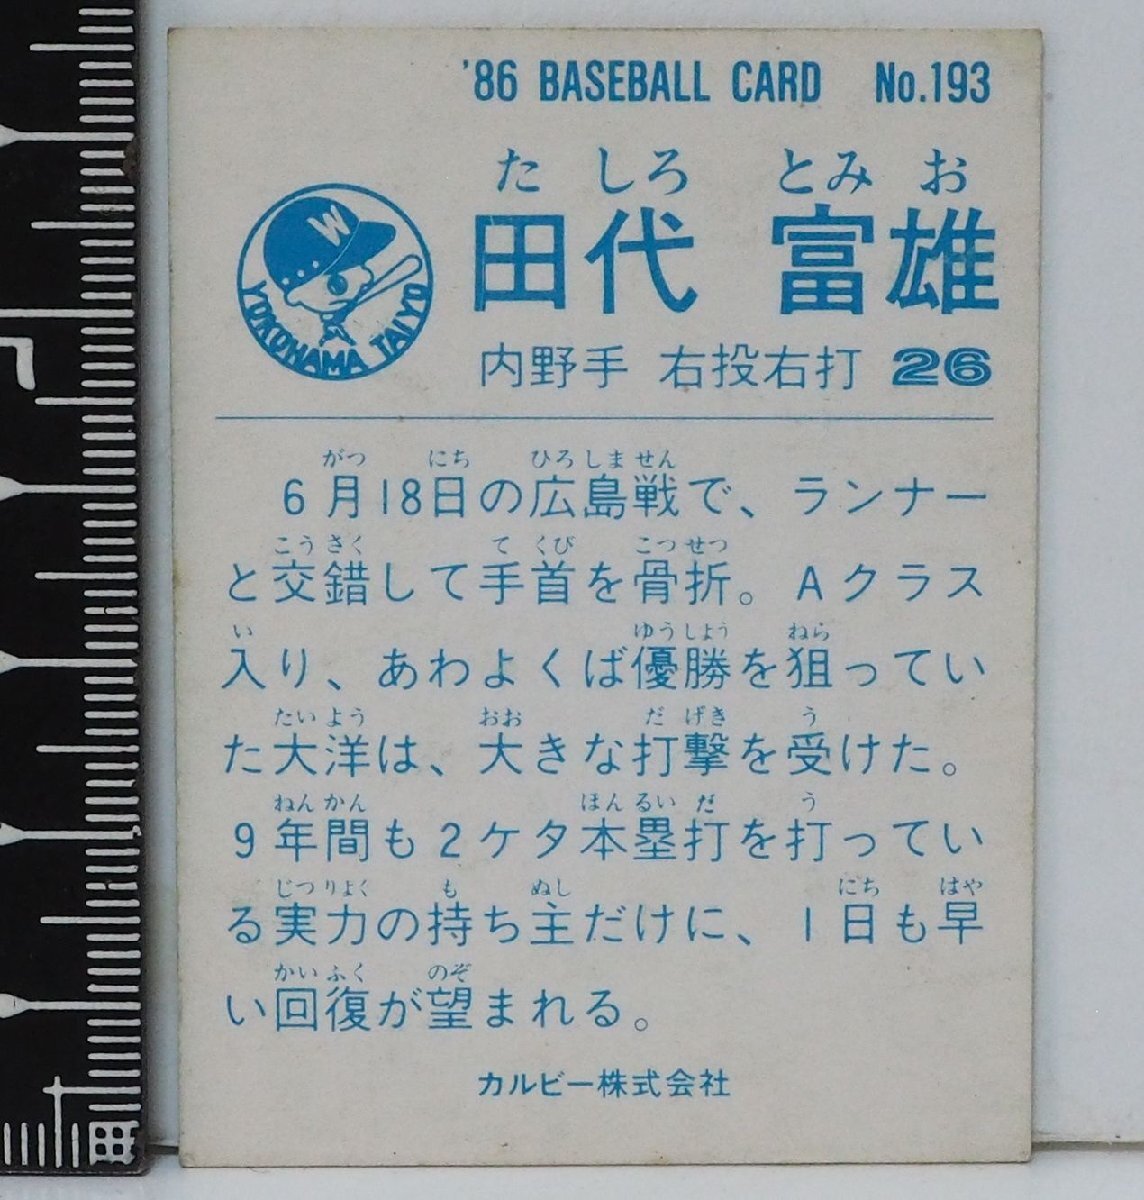 '86 BASEBALL CARD No.193
た しろ とみ お
田代 富雄
W
YOKOHAMA TAIYO
内野手 右投右打 26
がつ にち ひろ しま せん
6月18日の広島戦で、ランナー
こう さく て くび こつ せつ
と交錯して手首を骨折。Aクラス
い ゆう しよう ねら
入り、あわよくば優勝を狙ってい
たい よう おお だ げき う
た大洋は、大きな打撃を受けた。
ねん かん ほん るい だ う
9年間も2ケタ本塁打を打ってい
じつ りよく も ぬし にち はや
る実力の持ち主だけに、1日も早
かい ふく のぞ
い回復が望まれる。
カルビー株式会社